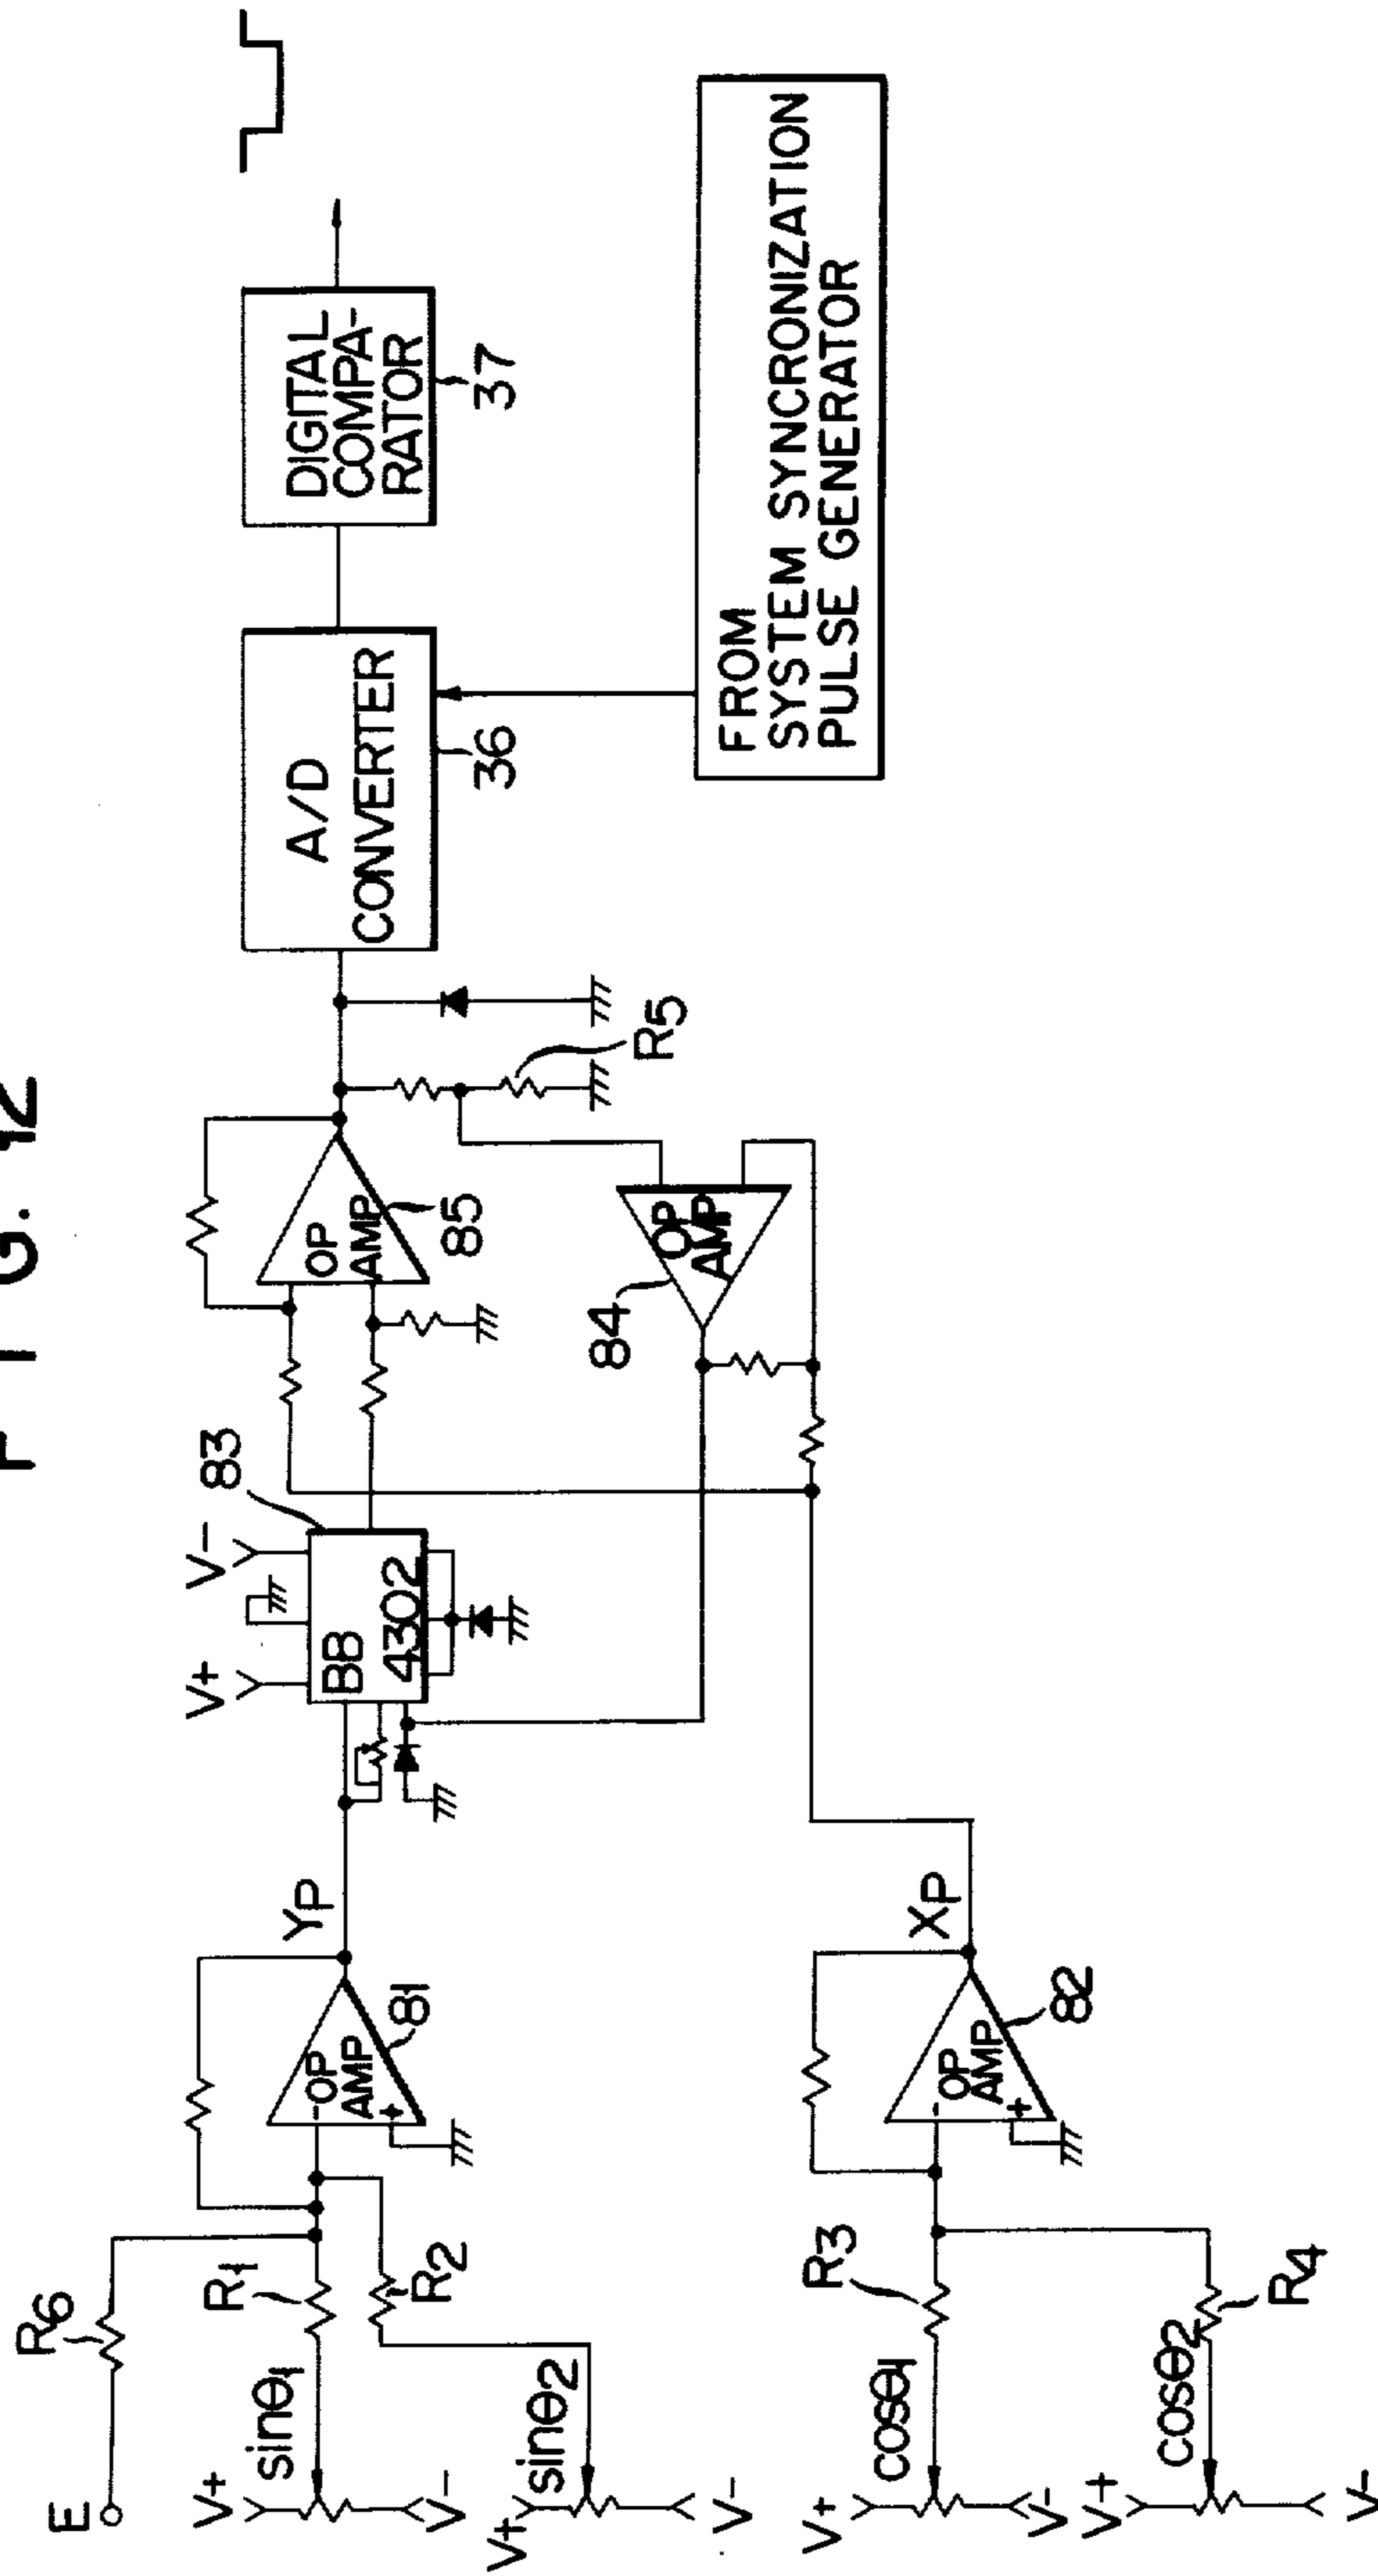 FIG. 12
E
R6
V+
sinθ1
V-
R1
V+
sinθ2
V-
R2
-OP
AMP
+
81
YP
V+
V-
83
BB
4302
OP
AMP
85
A/D
CONVERTER
36
DIGITAL
COMPA-
RATOR
37
R5
84
OP
AMP
FROM
SYSTEM SYNCRONIZATION
PULSE GENERATOR
V+
cosθ1
V-
R3
V+
cosθ2
V-
R4
-OP
AMP
+
82
XP